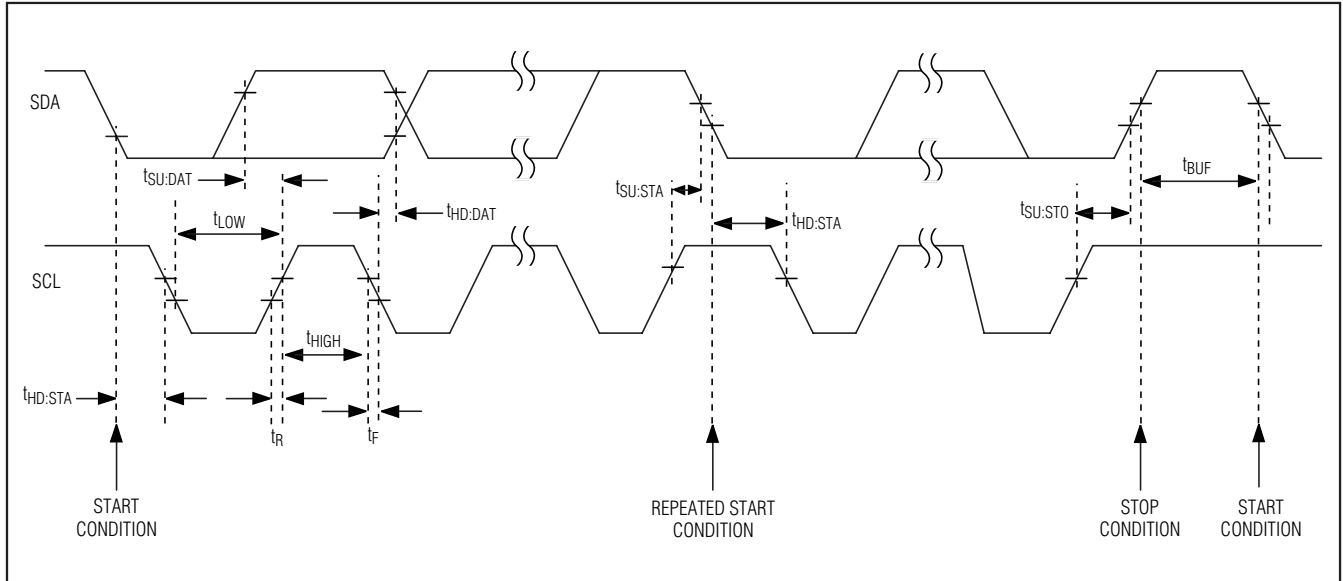 SDA
tSU:DAT
tHD:DAT
tLOW
tSU:STA
tHD:STA
tSU:STO
tBUF
SCL
tHIGH
tHD:STA
tR
tF
START
CONDITION
REPEATED START
CONDITION
STOP
CONDITION
START
CONDITION